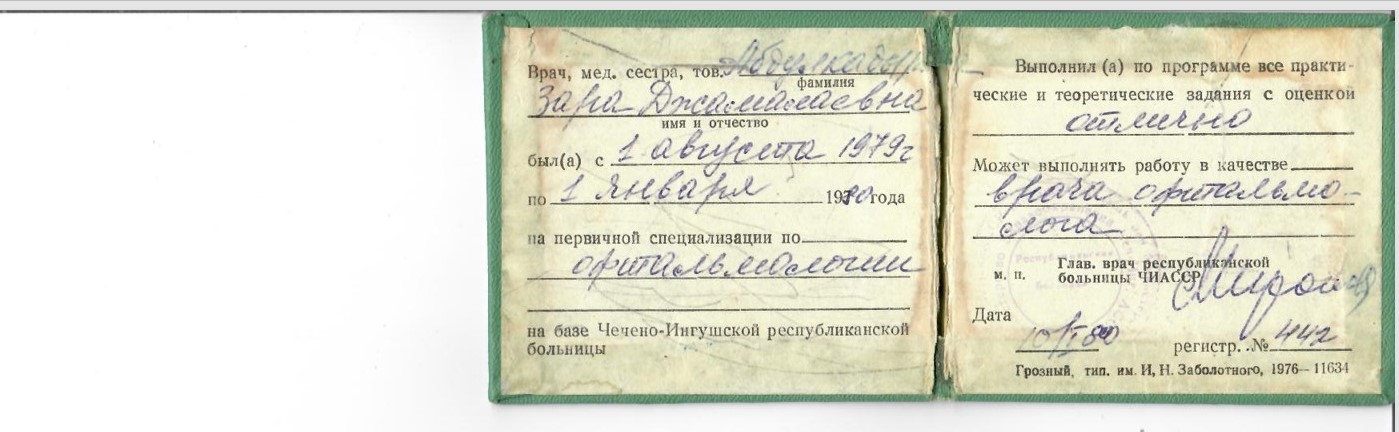 Врач, мед. сестра, тов.
фамилия
Зара Джамалаевна
имя и отчество
был(а) с 1 августа 1979г
по 1 января 1980 года
на первичной специализации по
офтальмологии
на базе Чечено-Ингушской республиканской
больницы
Выполнил (а) по программе все практи-
ческие и теоретические задания с оценкой
отлично
Может выполнять работу в качестве
врача офтальмо-
лога
Глав. врач республиканской
м. п. больницы ЧИАССР
Дата
10/I 80 регистр. № 442
Грозный, тип. им. И, Н. Заболотного, 1976—11634